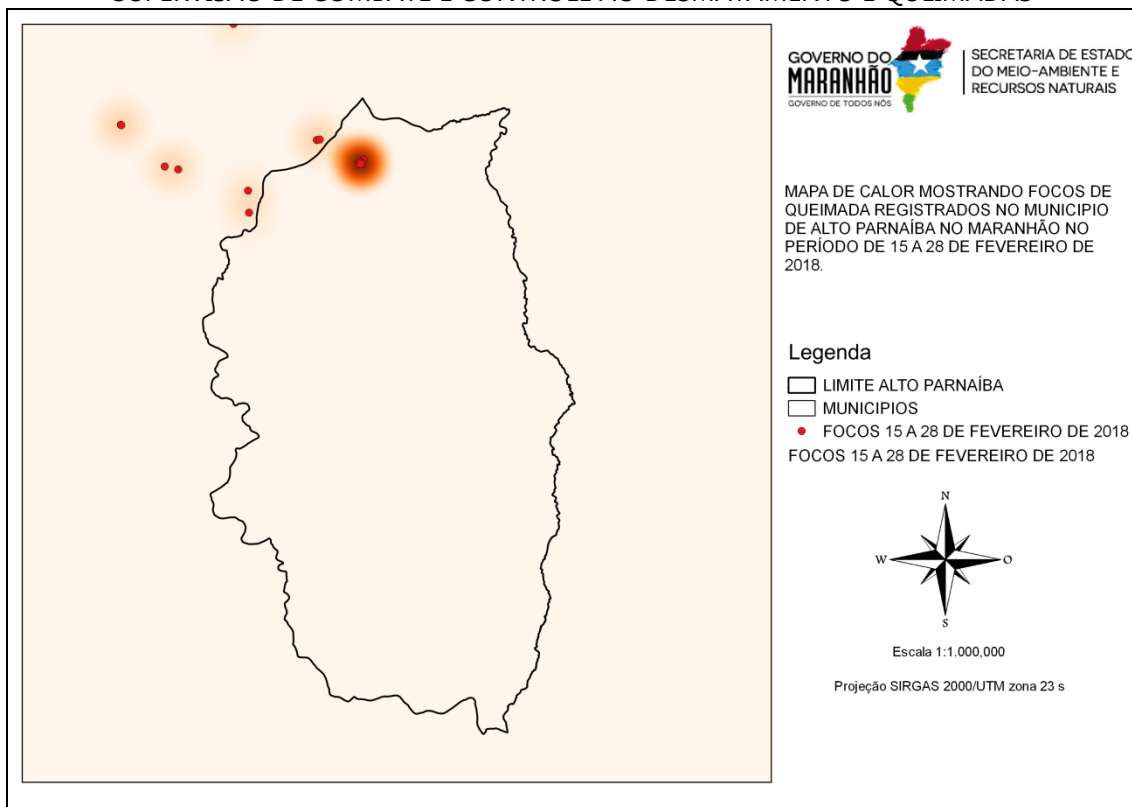 GOVERNO DO
MARANHÃO
GOVERNO DE TODOS NÓS
SECRETARIA DE ESTADO
DO MEIO-AMBIENTE E
RECURSOS NATURAIS
MAPA DE CALOR MOSTRANDO FOCOS DE
QUEIMADA REGISTRADOS NO MUNICIPIO
DE ALTO PARNAÍBA NO MARANHÃO NO
PERÍODO DE 15 A 28 DE FEVEREIRO DE
2018.
Legenda
LIMITE ALTO PARNAÍBA
MUNICIPIOS
FOCOS 15 A 28 DE FEVEREIRO DE 2018
FOCOS 15 A 28 DE FEVEREIRO DE 2018
N
W O
S
Escala 1:1.000,000
Projeção SIRGAS 2000/UTM zona 23 s